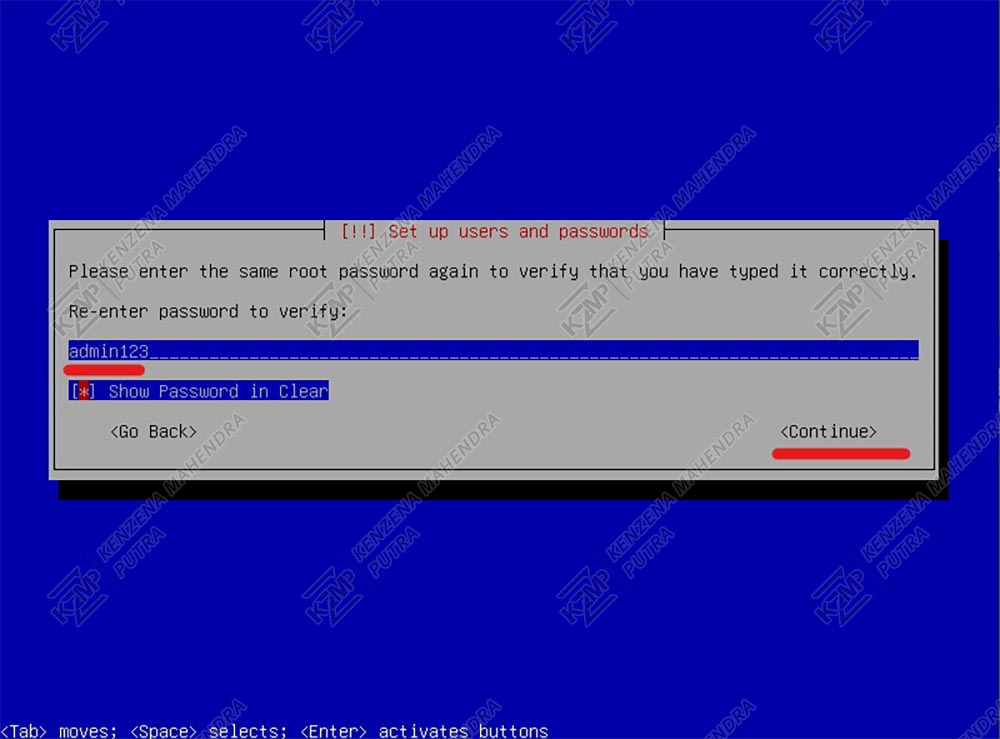 [!!] Set up users and passwords
Please enter the same root password again to verify that you have typed it correctly.
Re-enter password to verify:
admin123
[*] Show Password in Clear
<Go Back>
<Continue>
<Tab> moves; <Space> selects; <Enter> activates buttons
KZMP | KENZENA MAHENDRA PUTRA